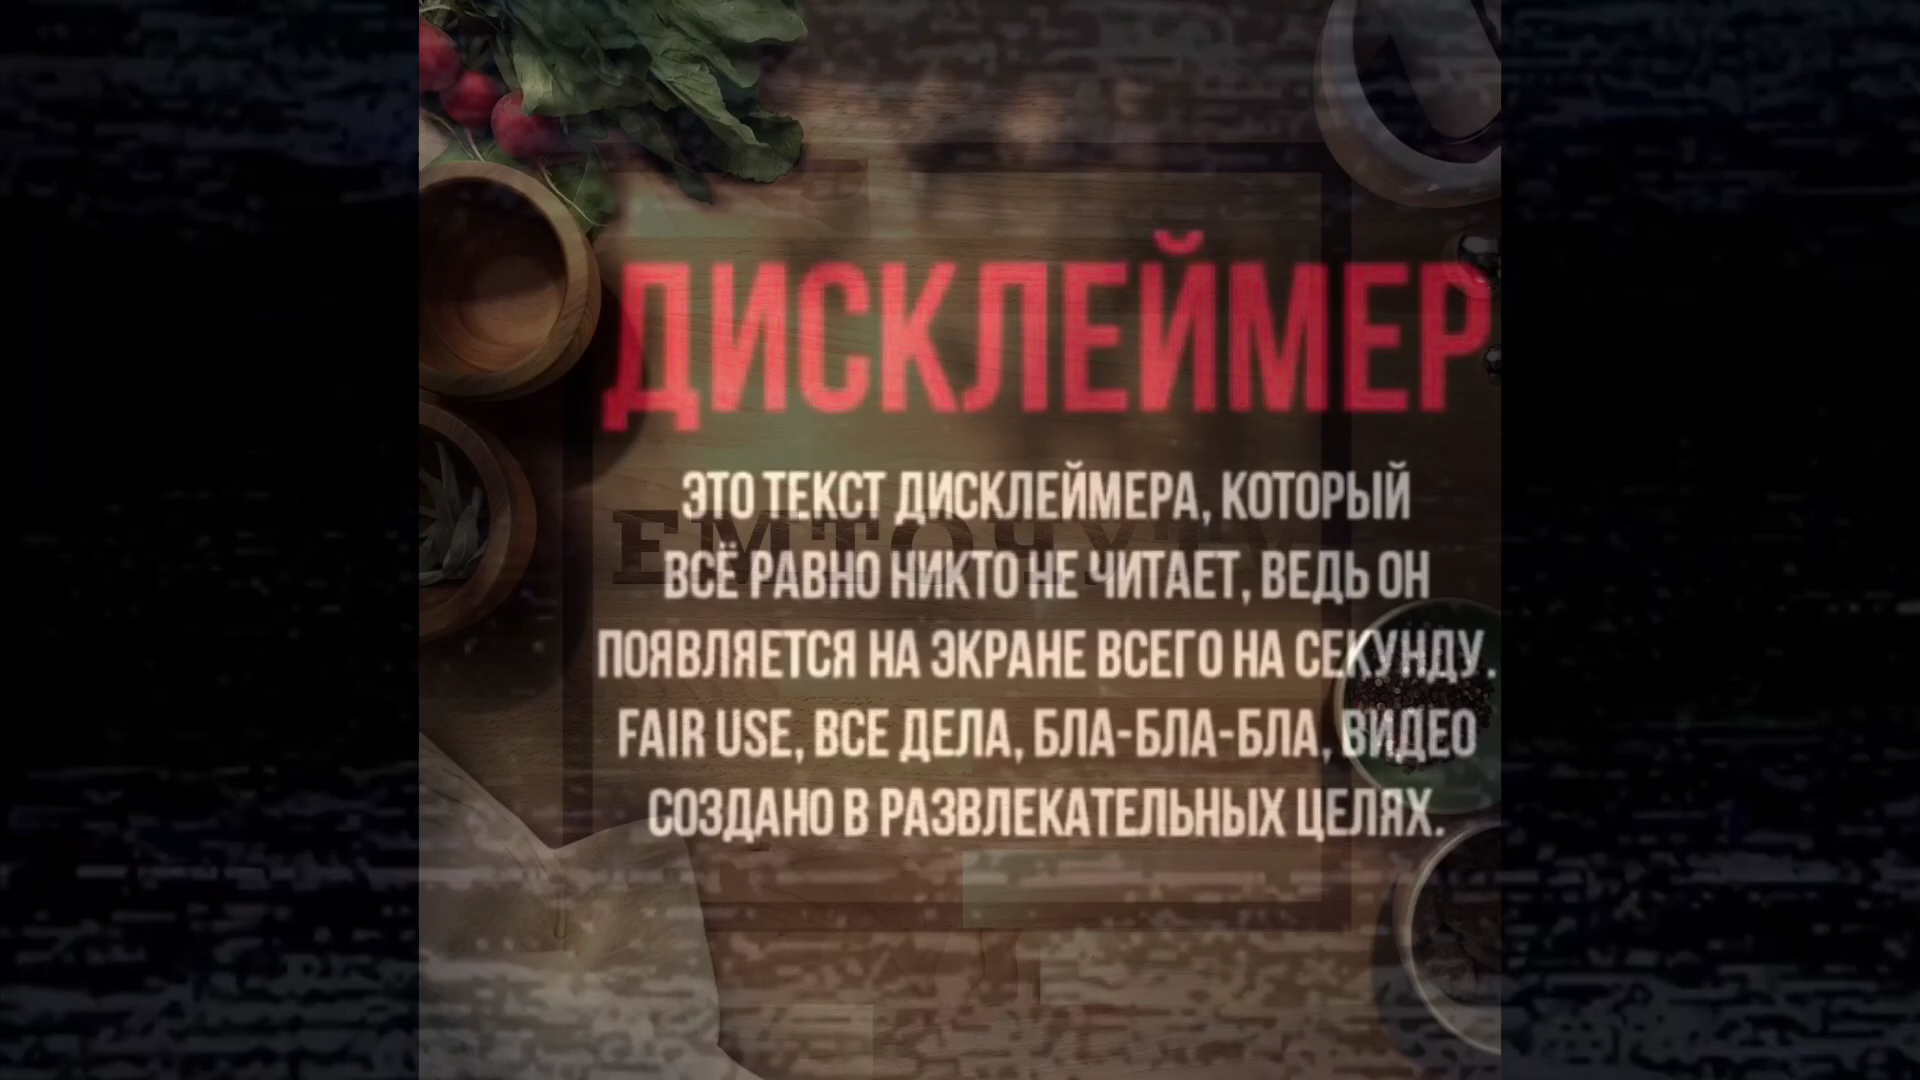 ДИСКЛЕЙМЕР
ЭТО ТЕКСТ ДИСКЛЕЙМЕРА, КОТОРЫЙ
ВСЁ РАВНО НИКТО НЕ ЧИТАЕТ, ВЕДЬ ОН
ПОЯВЛЯЕТСЯ НА ЭКРАНЕ ВСЕГО НА СЕКУНДУ.
FAIR USE, ВСЕ ДЕЛА, БЛА-БЛА-БЛА, ВИДЕО
СОЗДАНО В РАЗВЛЕКАТЕЛЬНЫХ ЦЕЛЯХ.